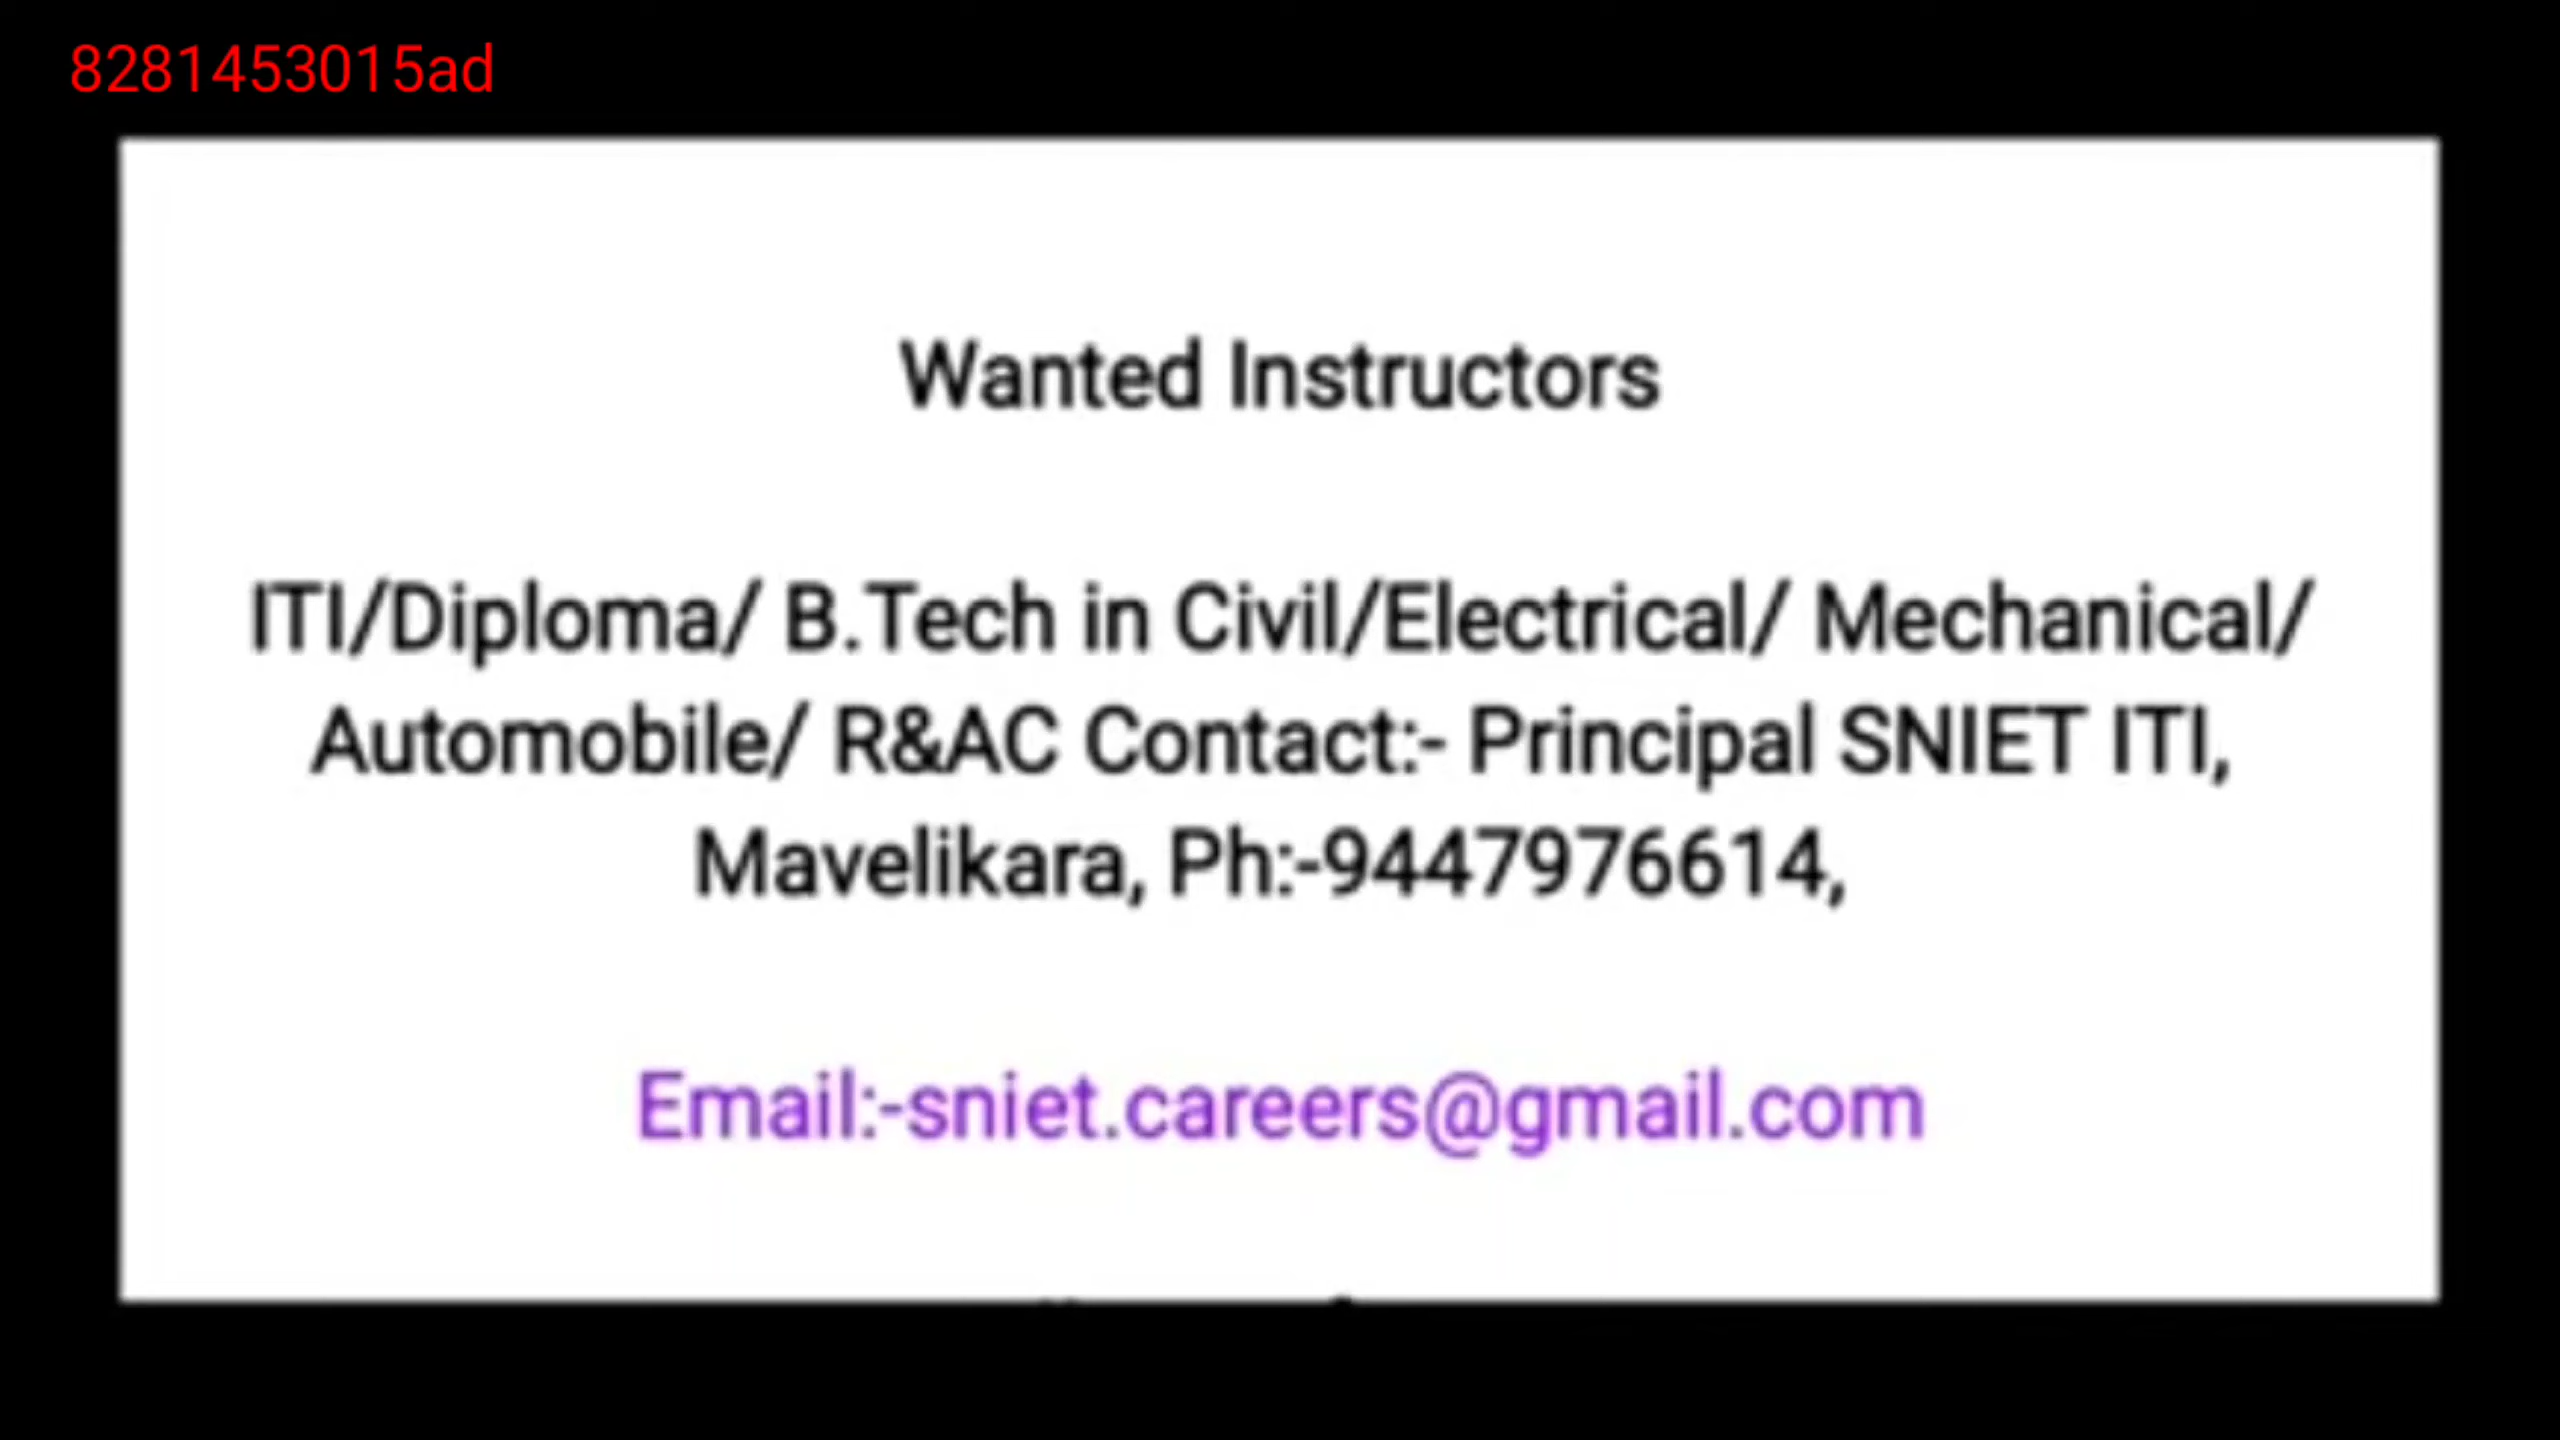 8281453015ad
Wanted Instructors
ITI/Diploma/ B.Tech in Civil/Electrical/ Mechanical/
Automobile/ R&AC Contact:- Principal SNIET ITI,
Mavelikara, Ph:-9447976614,
Email:-sniet.careers@gmail.com